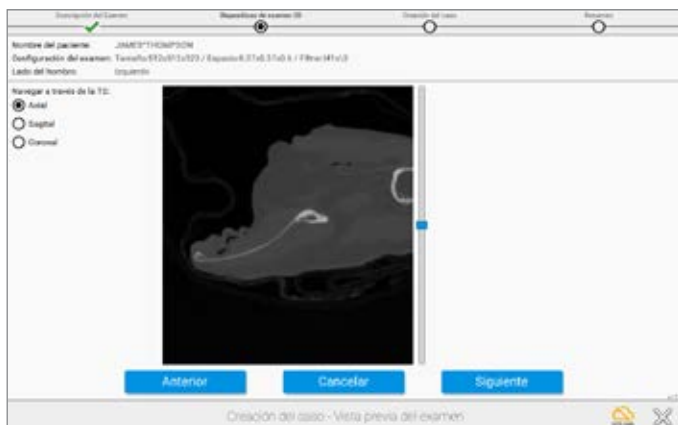 Descripción del Examen Diapositivas de examen 3D Creación del caso Resumen
Nombre del paciente: JAMES^THOMPSON
Configuración del examen:
Lado del hombro: Izquierdo
Navegar a través de la TC:
Axial
Sagital
Coronal
Anterior Cancelar Siguiente
Creación del caso - Vista previa del examen